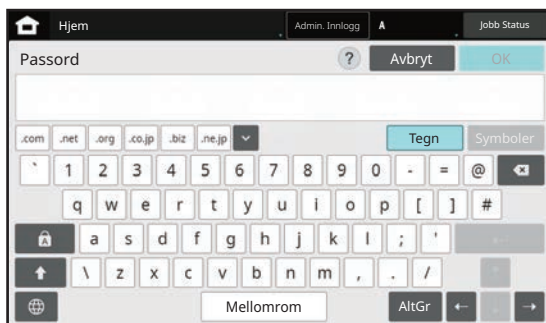 Hjem Admin. Innlogg A Jobb Status
Passord ? Avbryt OK
.com .net .org .co.jp .biz .ne.jp Tegn Symboler
` 1 2 3 4 5 6 7 8 9 0 - = @
q w e r t y u i o p [ ] #
A a s d f g h j k l ; '
\ z x c v b n m , . /
Mellomrom AltGr